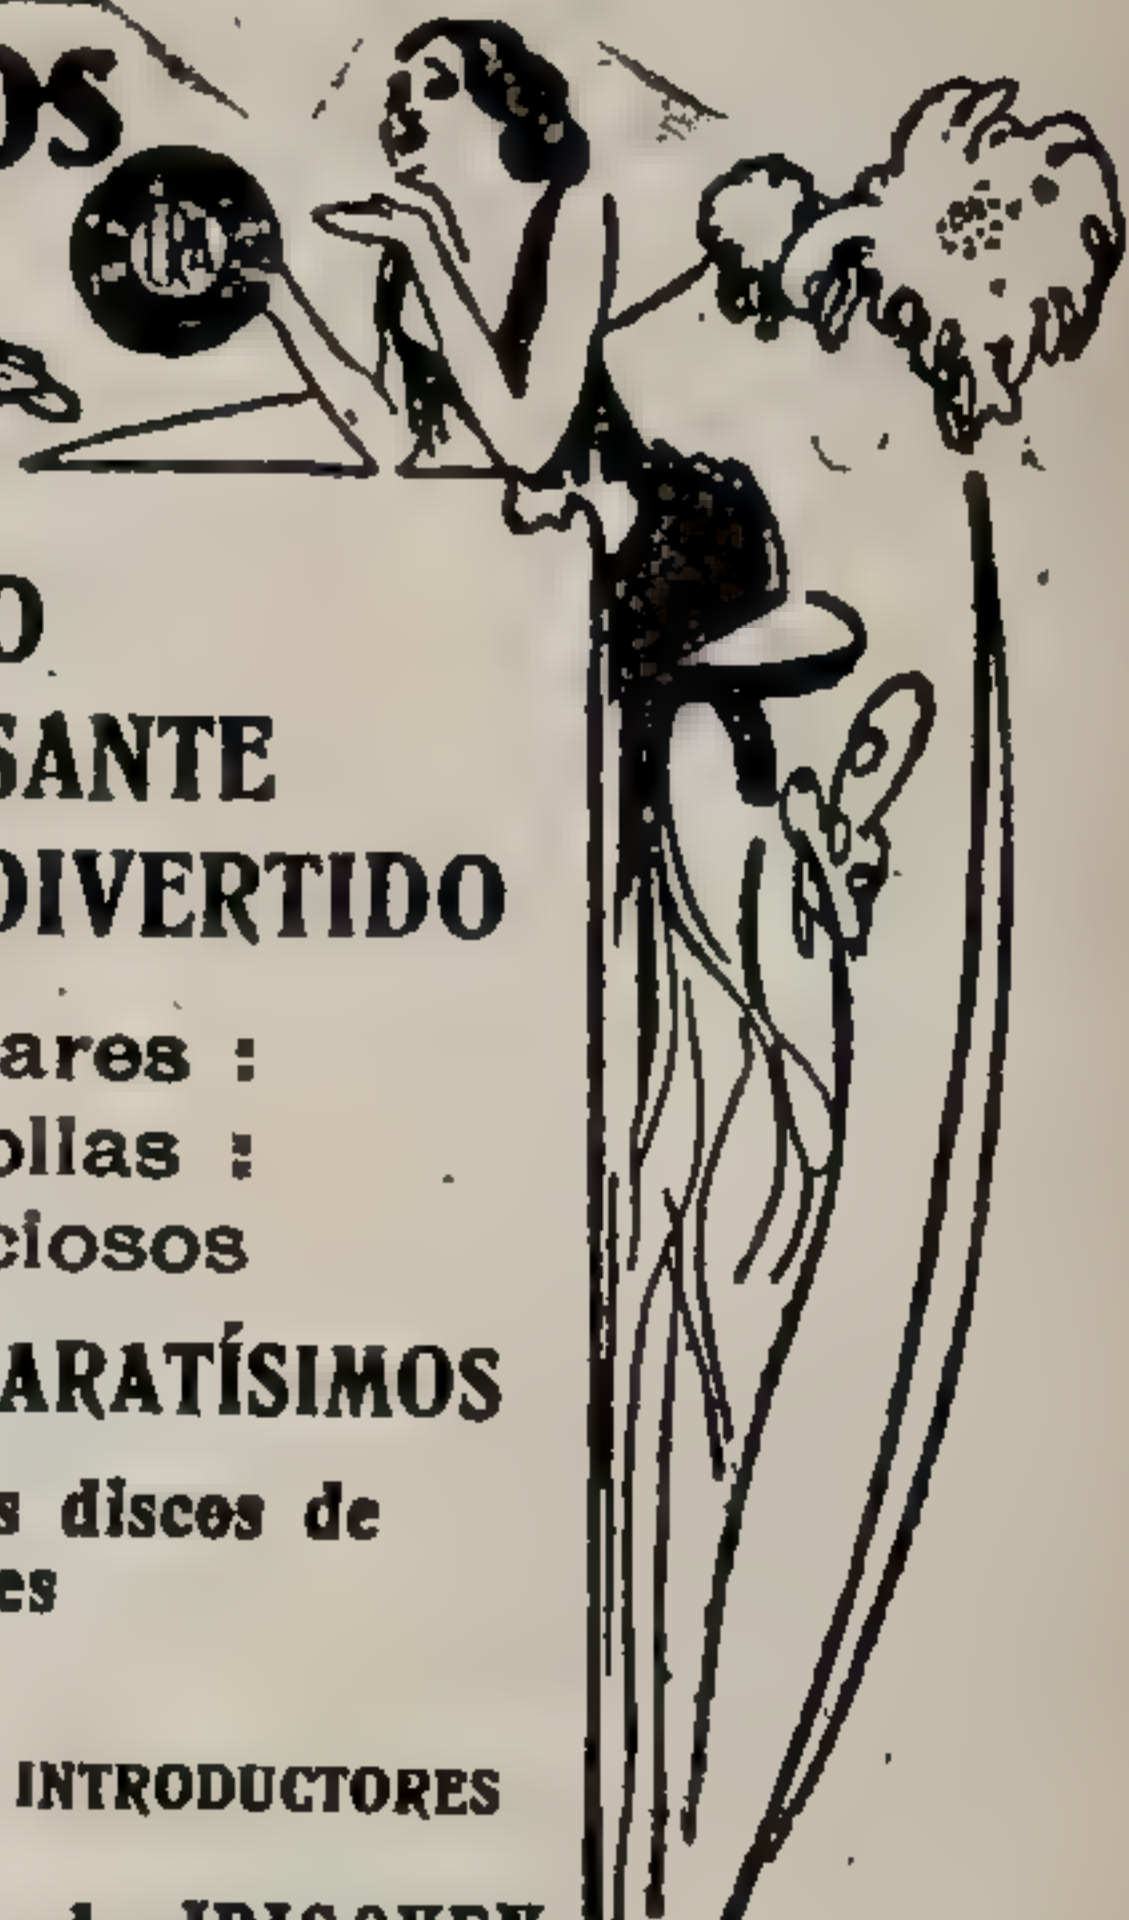 OS
O
SANTE
DIVERTIDO
ares :
ollas :
ciosos
ARATÍSIMOS
s discos de
es
INTRODUCTORES